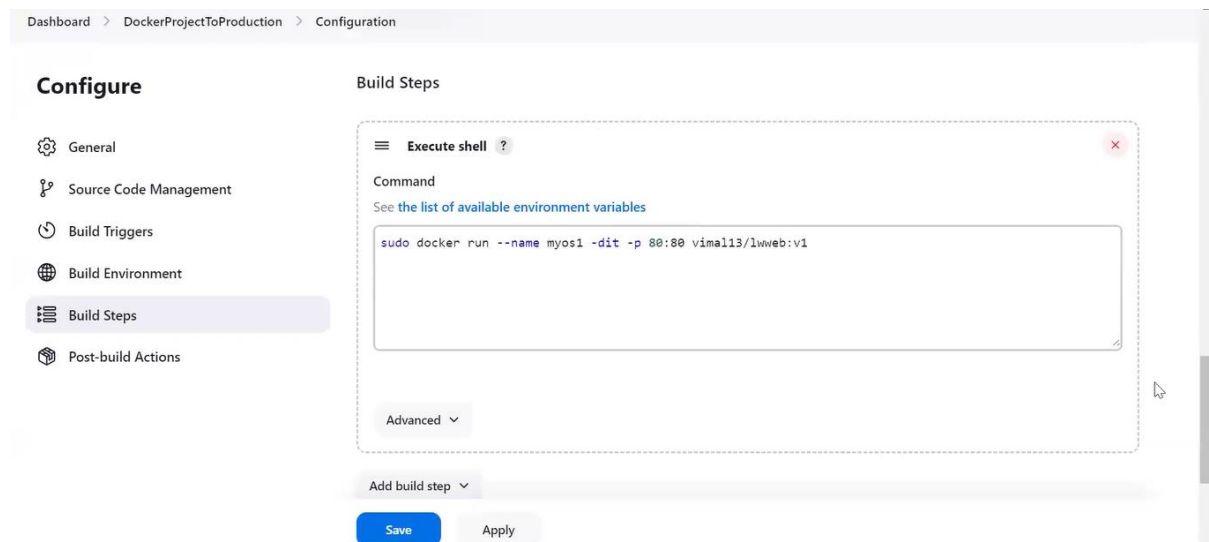 Dashboard > DockerProjectToProduction > Configuration
Configure
General
Source Code Management
Build Triggers
Build Environment
Build Steps
Post-build Actions
Build Steps
Execute shell ?
Command
See the list of available environment variables
sudo docker run --name myos1 -dit -p 80:80 vimal13/lwweb:v1
Advanced
Add build step
Save Apply